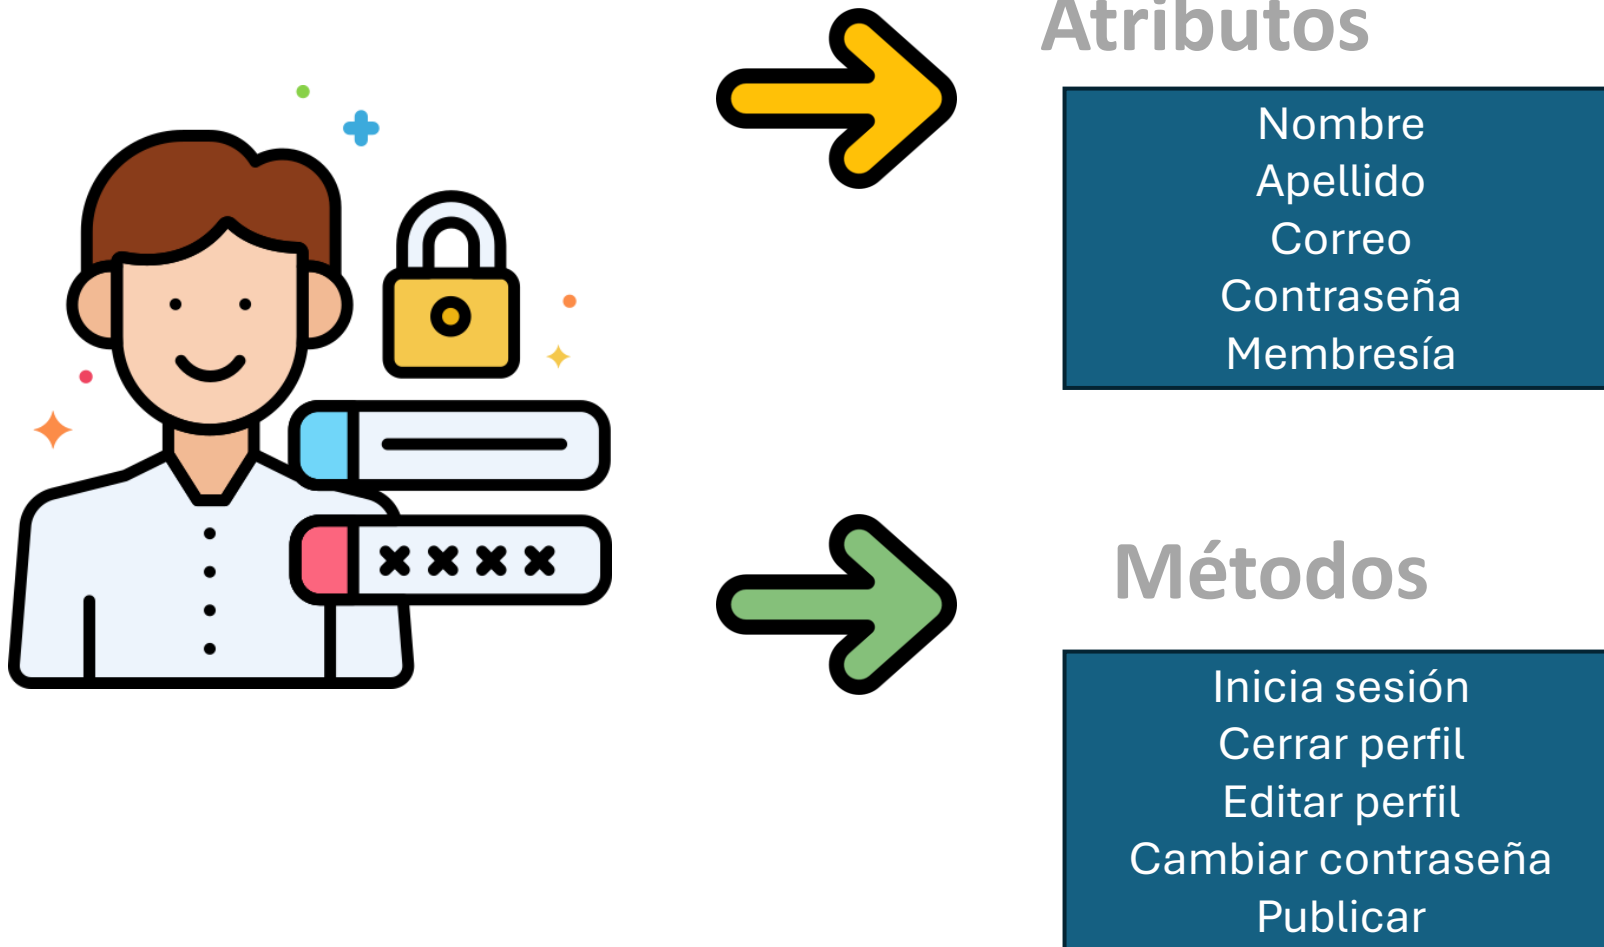 Atributos
Nombre
Apellido
Correo
Contraseña
Membresía
Métodos
Inicia sesión
Cerrar perfil
Editar perfil
Cambiar contraseña
Publicar